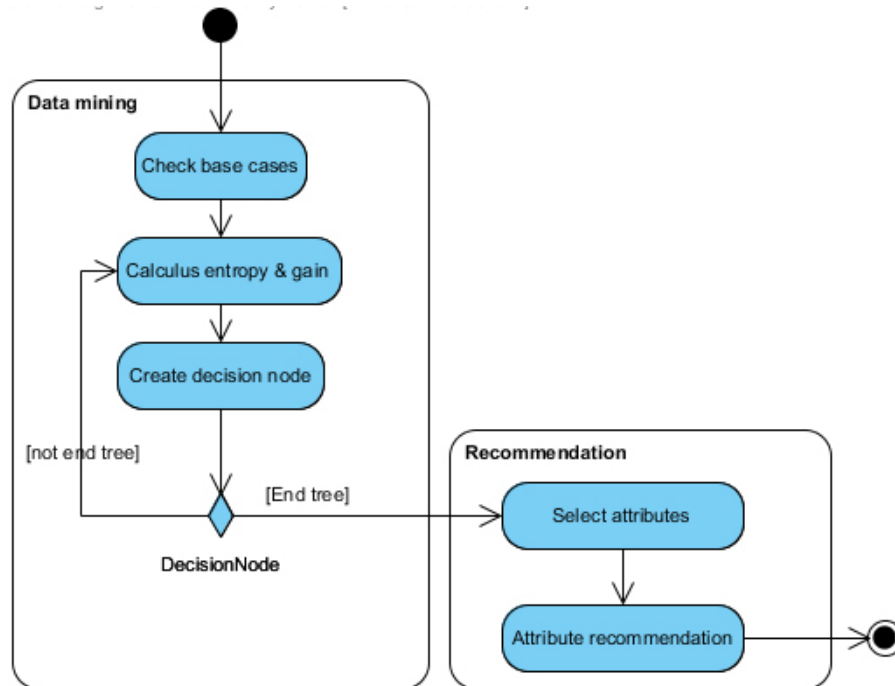 Data mining
Check base cases
Calculus entropy & gain
Create decision node
[not end tree]
[End tree]
DecisionNode
Recommendation
Select attributes
Attribute recommendation